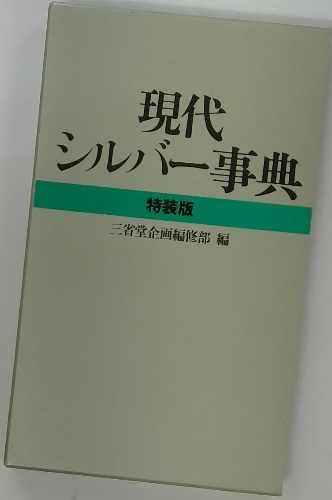 現代
シルバー事典
特装版
三省堂企画編修部 編